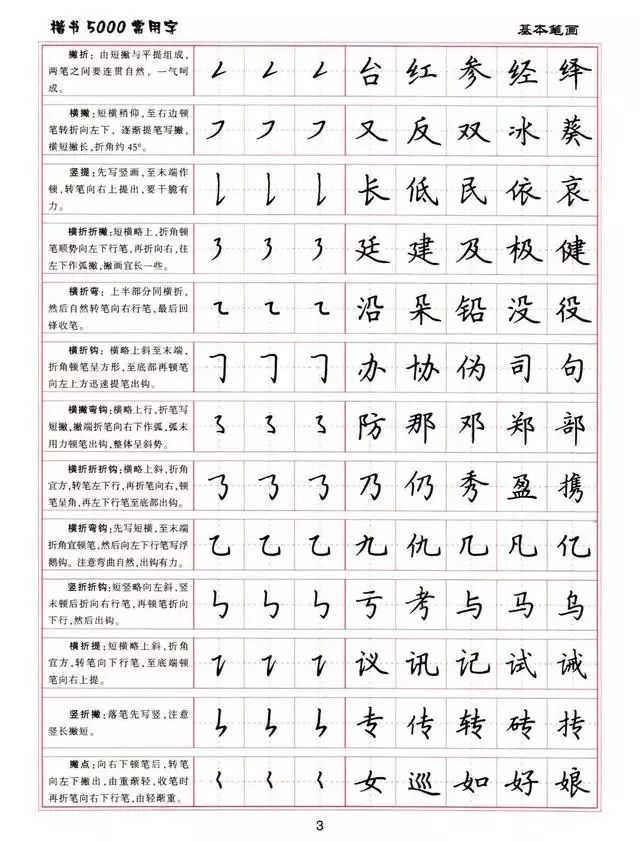 楷书5000常用字 基本笔画
撇折：由短撇与平提组成，
两笔之间要连贯自然，一气呵
成。
台 红 参 经 绎
横撇：短横稍仰，至右边顿
笔转折向左下，逐渐提笔写撇，
横短撇长，折角约45°。
又 反 双 冰 葵
竖提：先写竖画，至末端作
顿，转笔向右上提出，要干脆有
力。
长 低 民 依 哀
横折折撇：短横略上，折角顿
笔顺势向左下行笔，再折向右，往
左下作弧撇，撇画宜长一些。
廷 建 及 极 健
横折弯：上半部分同横折，
然后自然转笔向右行笔，最后回
锋收笔。
沿 朵 铅 没 役
横折钩：横略上斜至末端，
折角顿笔呈方形，至底部再顿笔
向左上方迅速提笔出钩。
办 协 伪 司 句
横撇弯钩：横略上行，折笔写
短撇，撇端折笔向右下作弧，弧末
用力顿笔出钩，整体呈斜势。
防 那 邓 郑 部
横折折折钩：横略上斜，折角
宜方，转笔左下行，再折笔向右，顿
笔呈角，再左下行笔至底部出钩。
乃 仍 秀 盈 携
横折弯钩：先写短横，至末端
折角宜顿笔，然后向左下行笔写浮
鹅钩。注意弯曲自然，出钩有力。
九 仇 几 凡 亿
竖折折钩：短竖略向左斜，竖
末顿后折向右行笔，再顿笔折向
下行，然后出钩。
亏 考 与 马 乌
横折提：短横略上斜，折角
宜方，转笔向下行笔，至底端顿
笔向右上提。
议 讯 记 试 诫
竖折撇：落笔先写竖，注意
竖长撇短。
专 传 转 砖 抟
撇点：向右下顿笔后，转笔
向左下撇出，由重渐轻，收笔时
再折笔向右下行笔，由轻渐重。
女 巡 如 好 娘
3